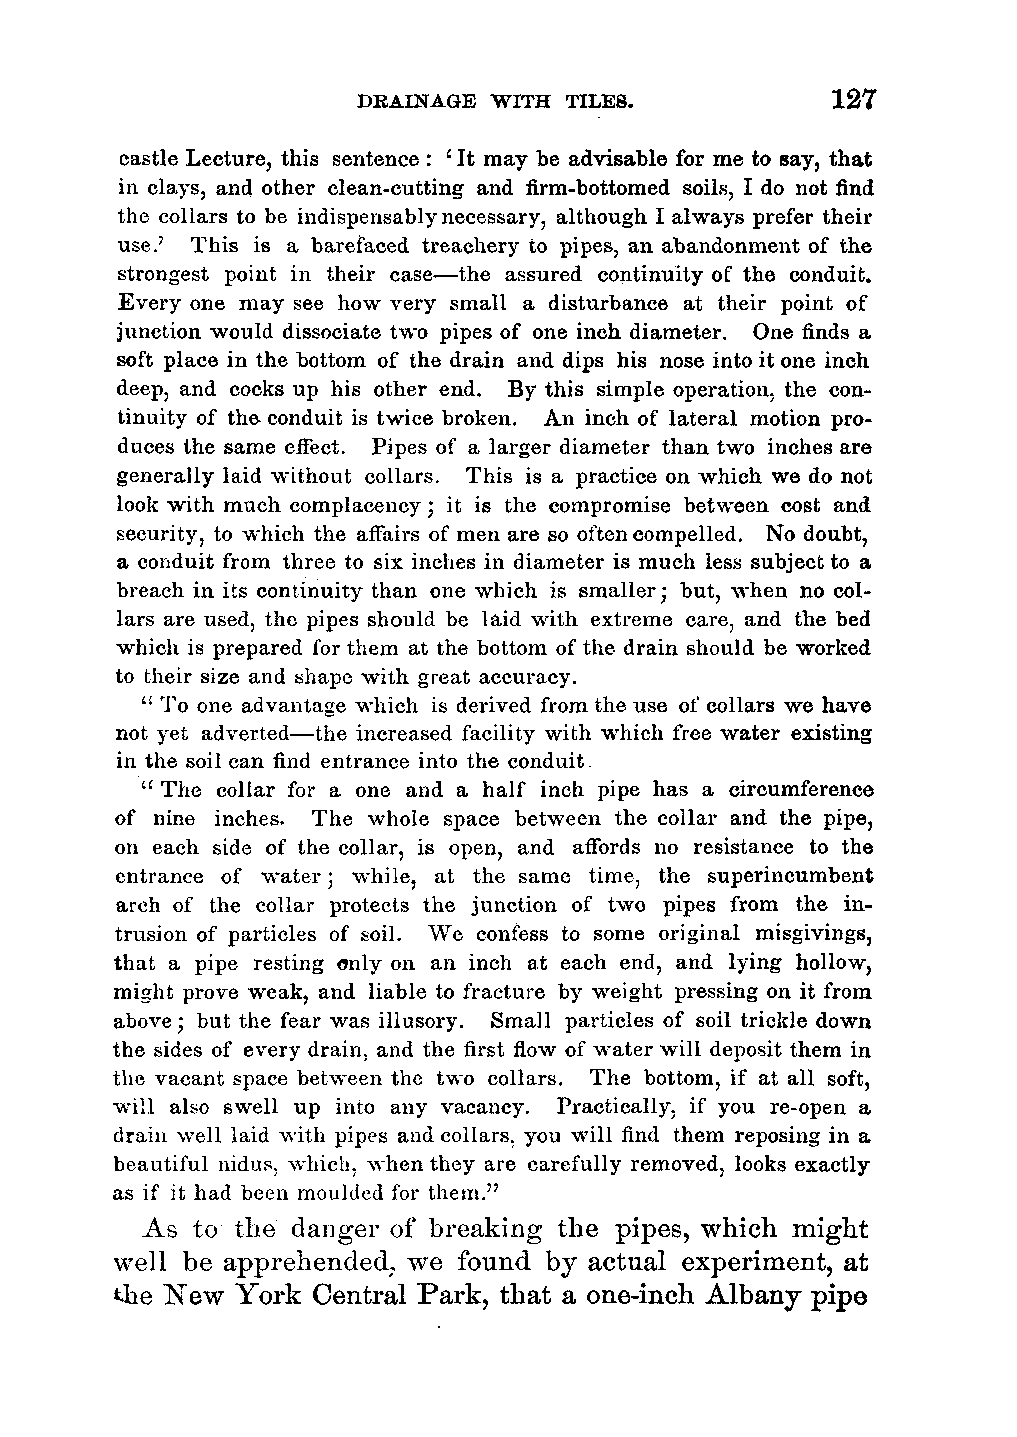 DRAINAGE WITH TILES. 127
castle Lecture, this sentence : ‘It may be advisable for me to say, that
in clays, and other clean-cutting and firm-bottomed soils, I do not find
the collars to be indispensably necessary, although I always prefer their
use.’ This is a barefaced treachery to pipes, an abandonment of the
strongest point in their case—the assured continuity of the conduit.
Every one may see how very small a disturbance at their point of
junction would dissociate two pipes of one inch diameter. One finds a
soft place in the bottom of the drain and dips his nose into it one inch
deep, and cocks up his other end. By this simple operation, the con-
tinuity of the conduit is twice broken. An inch of lateral motion pro-
duces the same effect. Pipes of a larger diameter than two inches are
generally laid without collars. This is a practice on which we do not
look with much complacency ; it is the compromise between cost and
security, to which the affairs of men are so often compelled. No doubt,
a conduit from three to six inches in diameter is much less subject to a
breach in its continuity than one which is smaller ; but, when no col-
lars are used, the pipes should be laid with extreme care, and the bed
which is prepared for them at the bottom of the drain should be worked
to their size and shape with great accuracy.
“ To one advantage which is derived from the use of collars we have
not yet adverted—the increased facility with which free water existing
in the soil can find entrance into the conduit.
“ The collar for a one and a half inch pipe has a circumference
of nine inches. The whole space between the collar and the pipe,
on each side of the collar, is open, and affords no resistance to the
entrance of water ; while, at the same time, the superincumbent
arch of the collar protects the junction of two pipes from the in-
trusion of particles of soil. We confess to some original misgivings,
that a pipe resting only on an inch at each end, and lying hollow,
might prove weak, and liable to fracture by weight pressing on it from
above ; but the fear was illusory. Small particles of soil trickle down
the sides of every drain, and the first flow of water will deposit them in
the vacant space between the two collars. The bottom, if at all soft,
will also swell up into any vacancy. Practically, if you re-open a
drain well laid with pipes and collars, you will find them reposing in a
beautiful nidus, which, when they are carefully removed, looks exactly
as if it had been moulded for them.”
As to the danger of breaking the pipes, which might
well be apprehended, we found by actual experiment, at
the New York Central Park, that a one-inch Albany pipe